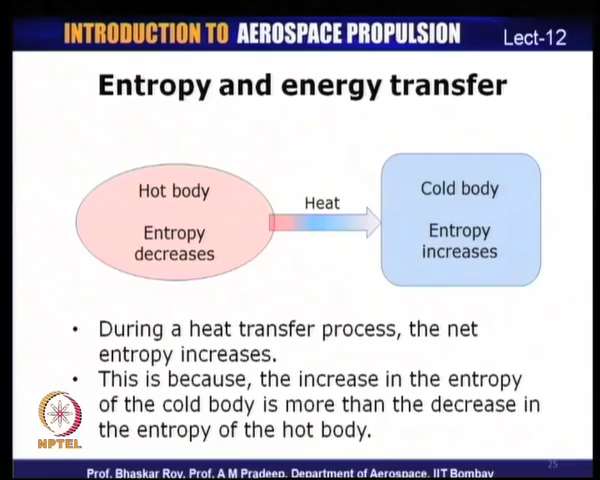 INTRODUCTION TO AEROSPACE PROPULSION
Lect-12
Entropy and energy transfer
Hot body
Entropy
decreases
Heat
Cold body
Entropy
increases
• During a heat transfer process, the net
entropy increases.
• This is because, the increase in the entropy
of the cold body is more than the decrease in
the entropy of the hot body.
NPTEL
25
Prof. Bhaskar Roy, Prof. A M Pradeep, Department of Aerospace, IIT Bombay